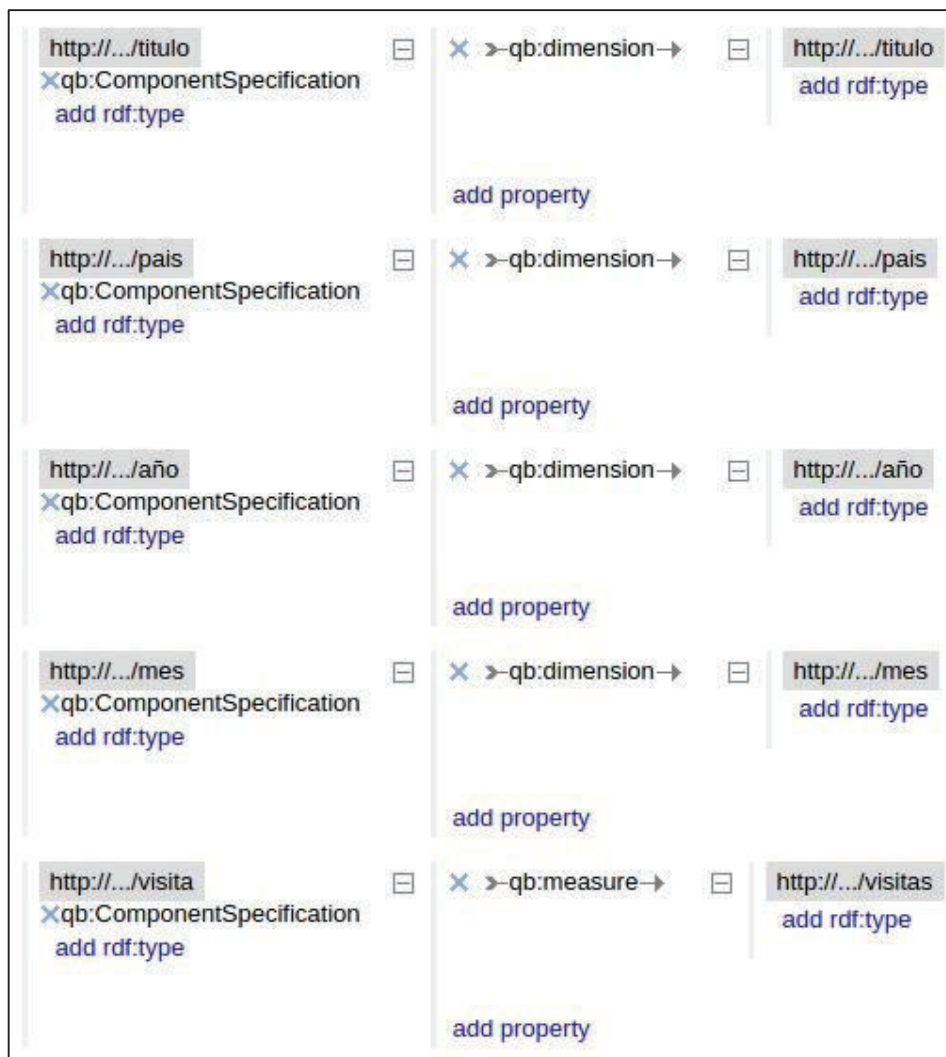 http://.../titulo qb:dimension http://.../titulo
qb:ComponentSpecification add rdf:type
add rdf:type
add property
http://.../pais qb:dimension http://.../pais
qb:ComponentSpecification add rdf:type
add rdf:type
add property
http://.../año qb:dimension http://.../año
qb:ComponentSpecification add rdf:type
add rdf:type
add property
http://.../mes qb:dimension http://.../mes
qb:ComponentSpecification add rdf:type
add rdf:type
add property
http://.../visita qb:measure http://.../visitas
qb:ComponentSpecification add rdf:type
add rdf:type
add property